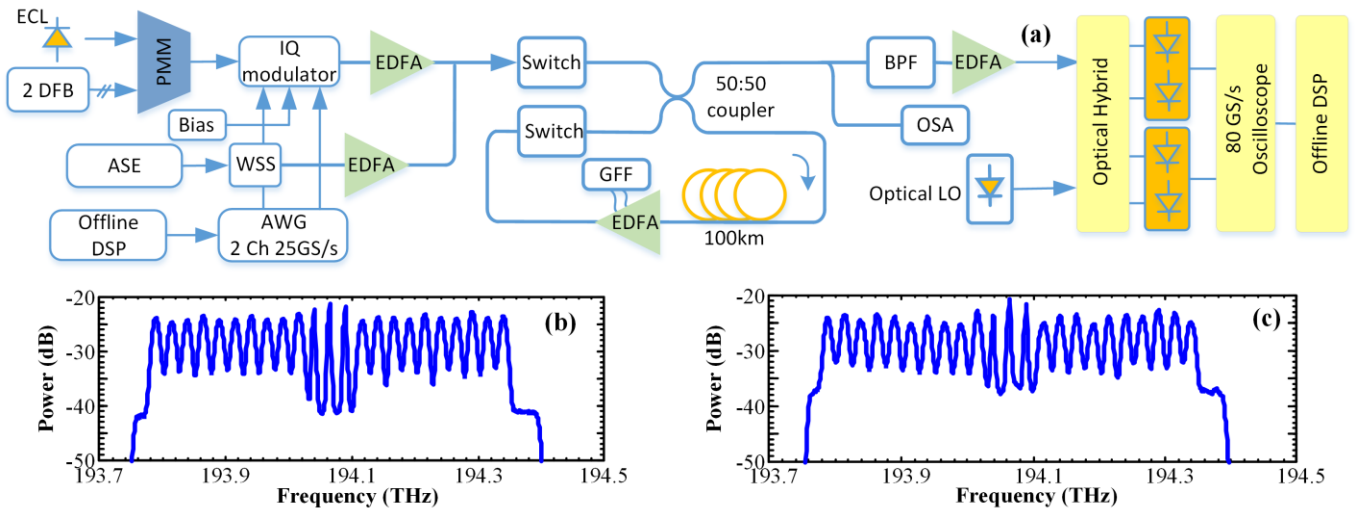 ECL
2 DFB
PMM
IQ
modulator
EDFA
Bias
ASE
WSS
EDFA
Offline
DSP
AWG
2 Ch 25GS/s
Switch
Switch
50:50
coupler
GFF
EDFA
100km
BPF
EDFA
(a)
OSA
Optical LO
Optical Hybrid
80 GS/s
Oscilloscope
Offline DSP
(b)
Power (dB)
-20
-30
-40
-50
193.7
193.9
194.1
194.3
194.5
Frequency (THz)
(c)
Power (dB)
-20
-30
-40
-50
193.7
193.9
194.1
194.3
194.5
Frequency (THz)